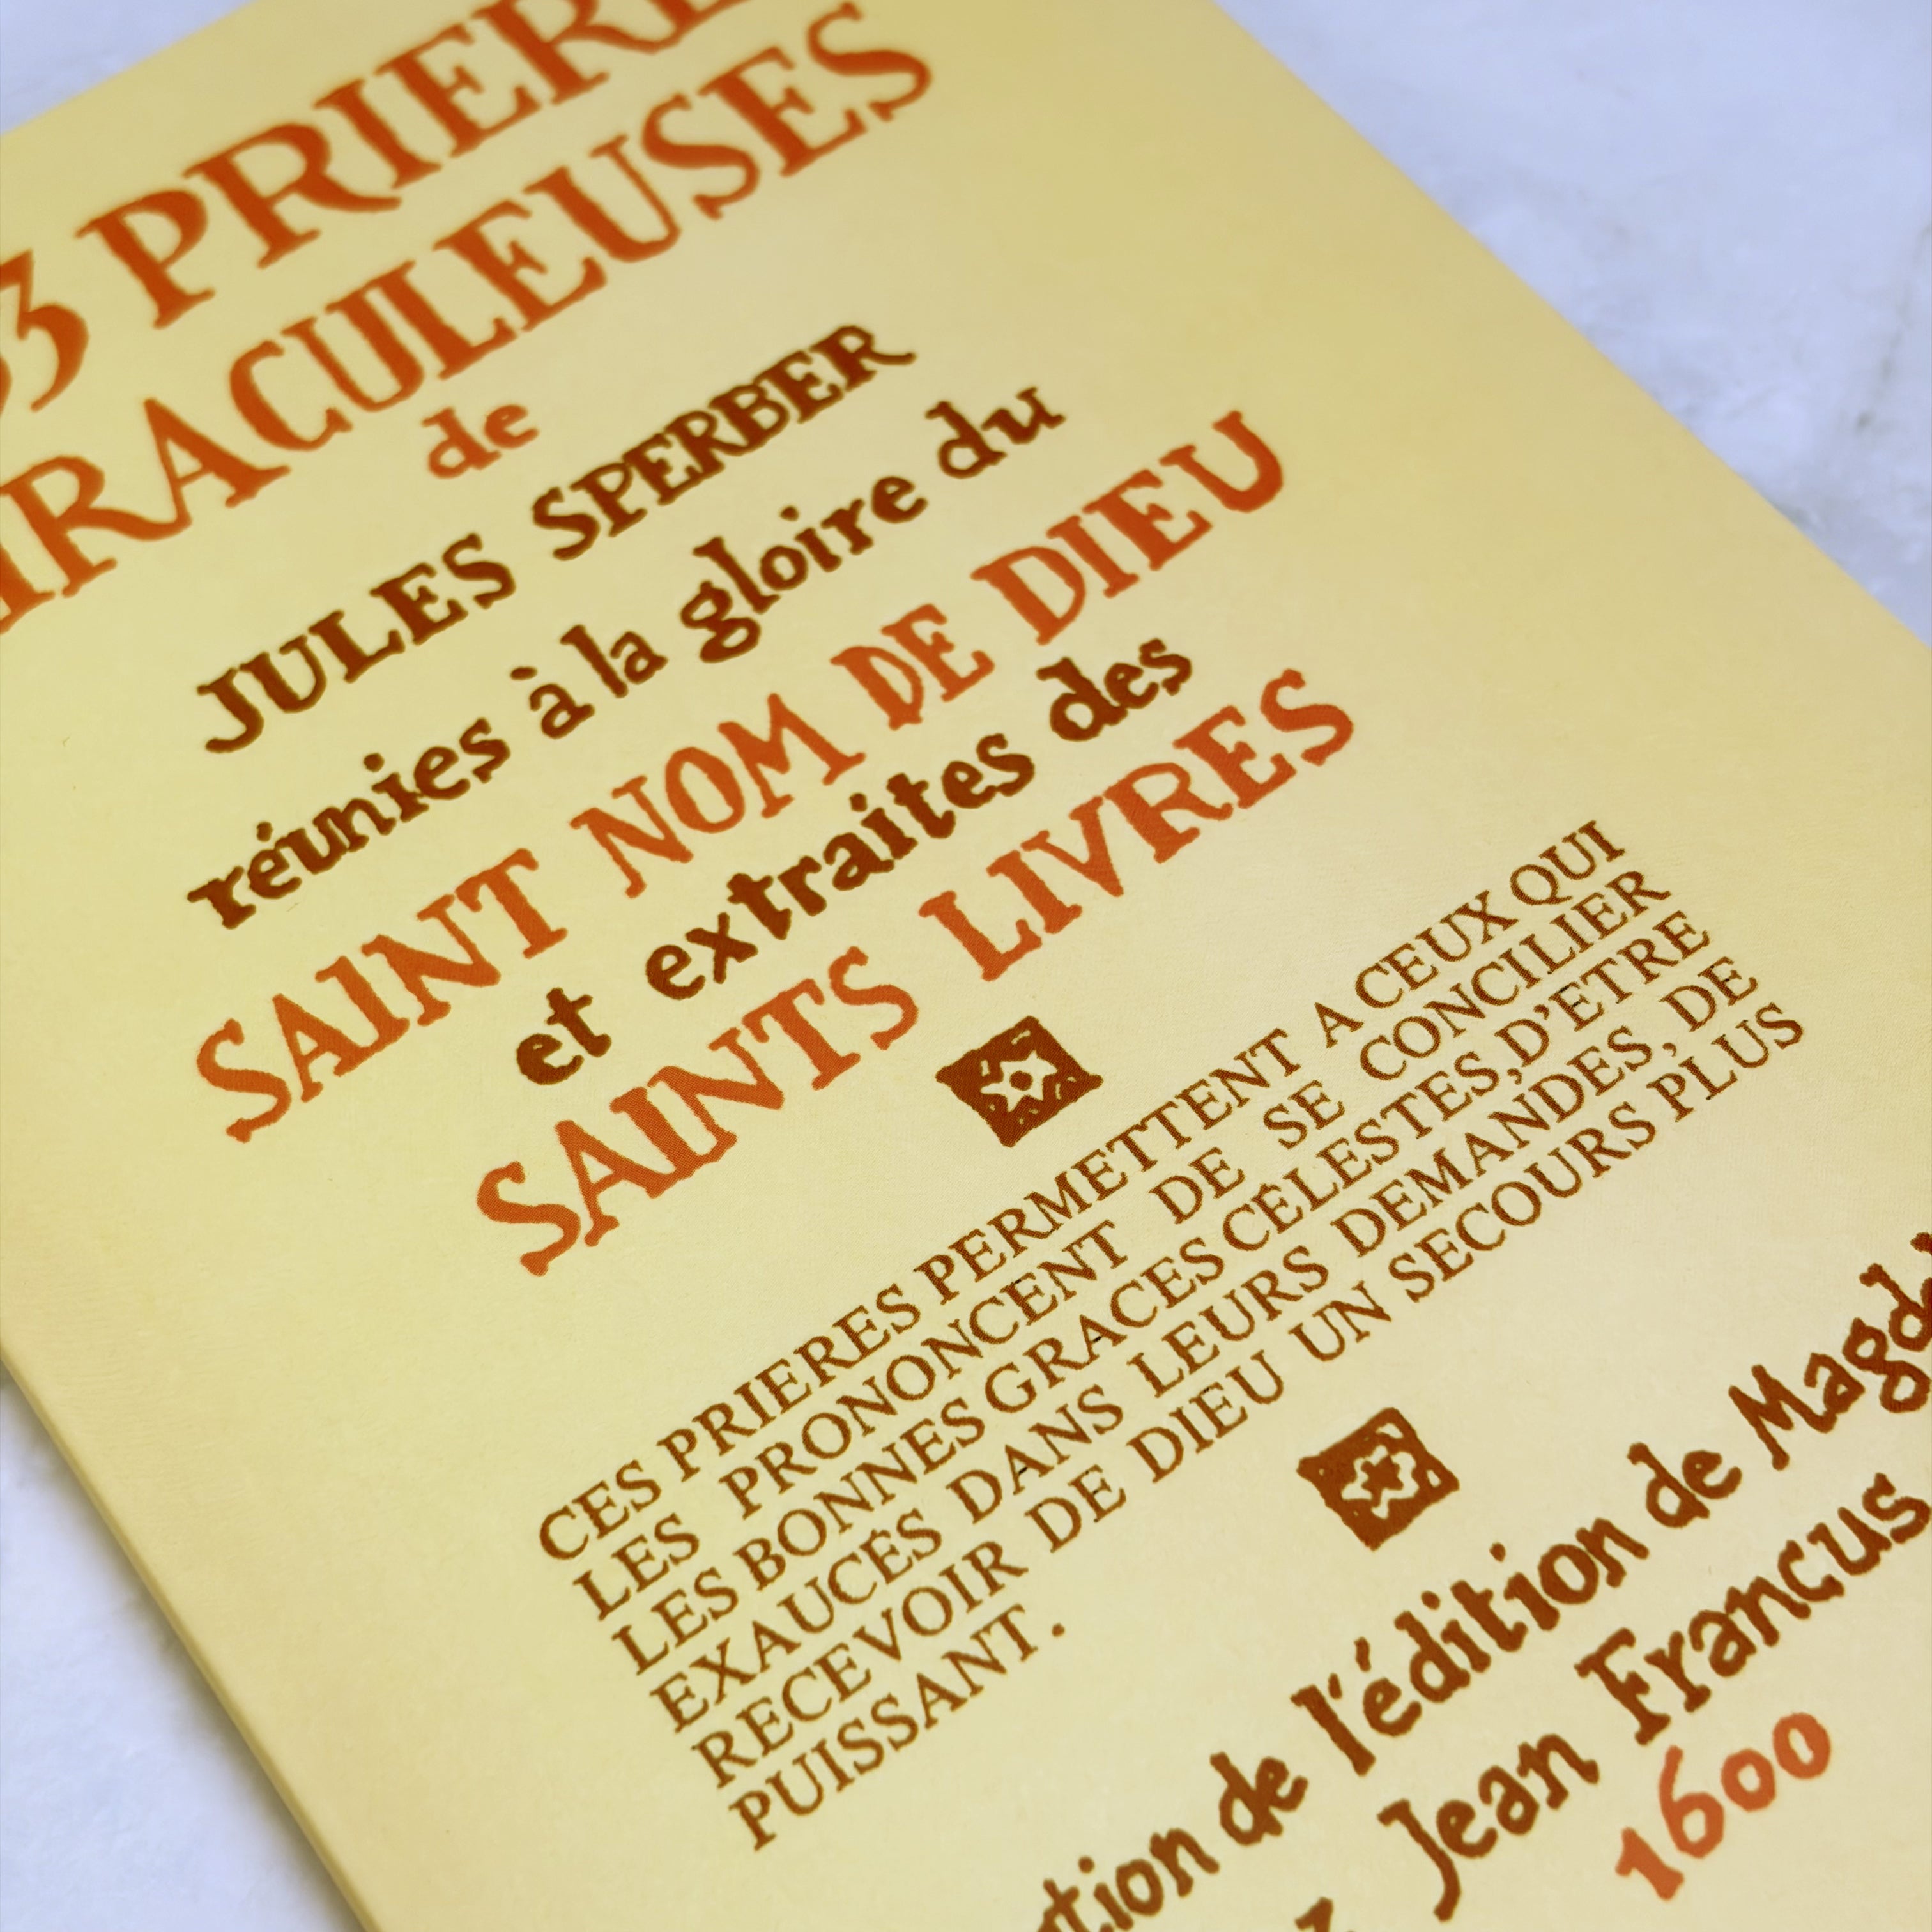 3 PRIERE
RACULEUSES
de
JULES SPERBER
réunies à la gloire du
SAINT NOM DE DIEU
et extraites des
SAINTS LIVRES
CES PRIERES PERMETTENT A CEUX QUI
LES PRONONCENT DE SE CONCILIER
LES BONNES GRACES CÉLESTES, D'ETRE
EXAUCÉS DANS LEURS DEMANDES, DE
RECEVOIR DE DIEU UN SECOURS PLUS
PUISSANT.
tion de l'édition de Magd
Jean Francus
1600